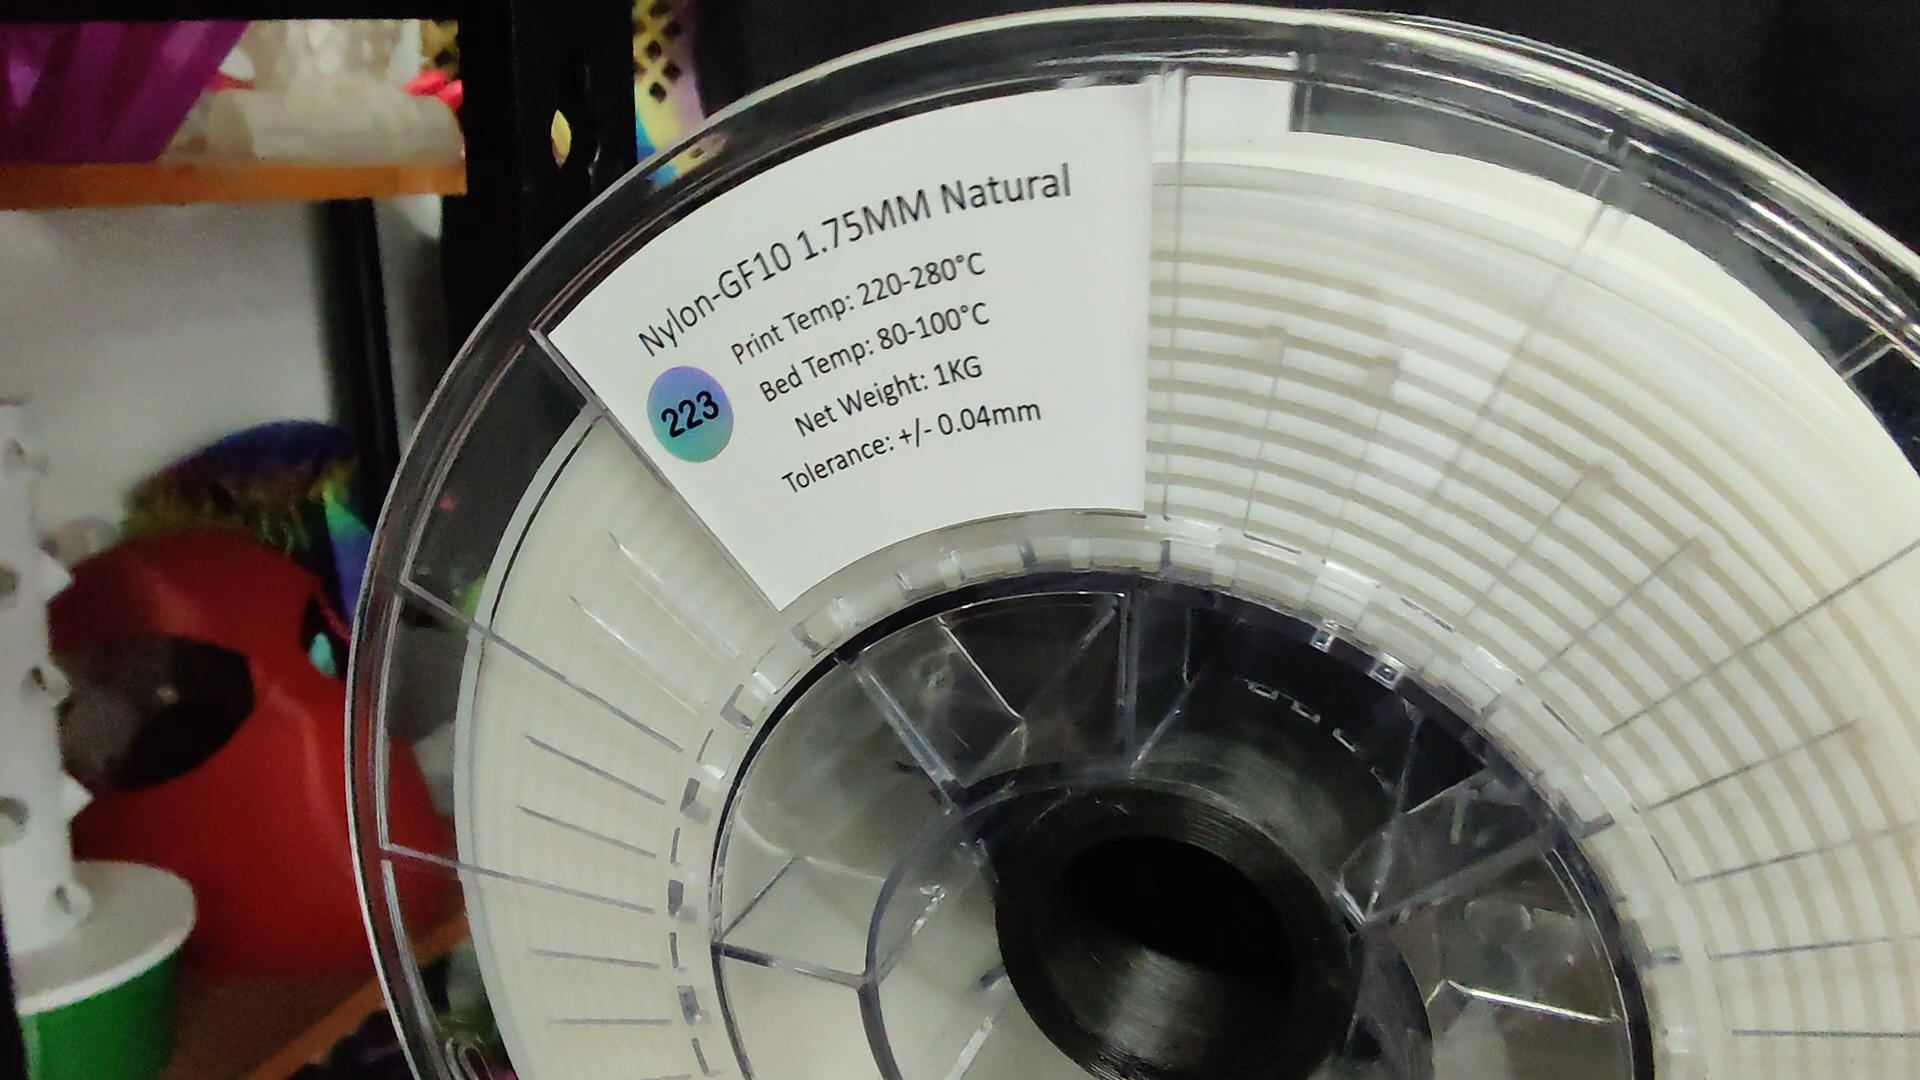 Nylon-GF10 1.75MM Natural
Print Temp: 220-280°C
Bed Temp: 80-100°C
223
Net Weight: 1KG
Tolerance: +/- 0.04mm